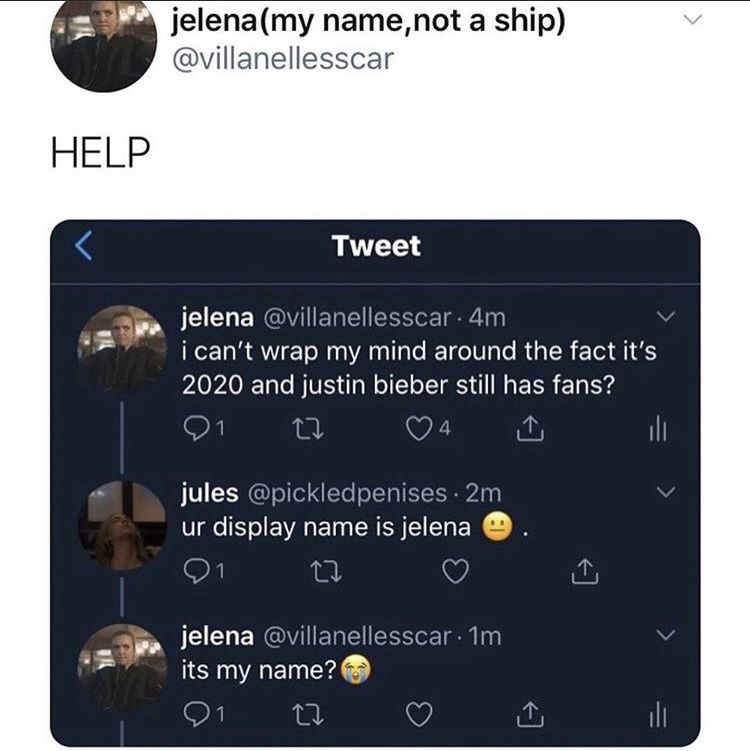 jelena(my name,not a ship)
@villanellesscar
HELP
Tweet
jelena @villanellesscar · 4m
i can't wrap my mind around the fact it's
2020 and justin bieber still has fans?
1 4
jules @pickledpenises · 2m
ur display name is jelena 😐 .
1
jelena @villanellesscar · 1m
its my name?😭
1